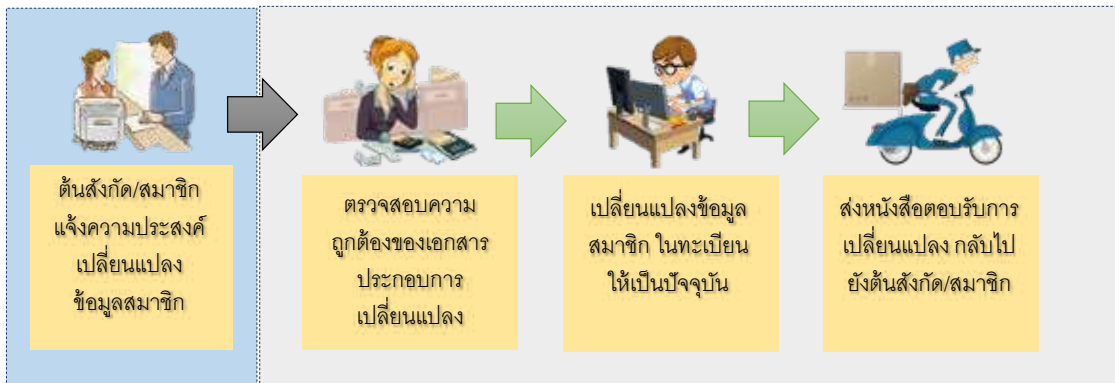 ต้นสังกัด/สมาชิก
แจ้งความประสงค์
เปลี่ยนแปลง
ข้อมูลสมาชิก
ตรวจสอบความ
ถูกต้องของเอกสาร
ประกอบการ
เปลี่ยนแปลง
เปลี่ยนแปลงข้อมูล
สมาชิก ในทะเบียน
ให้เป็นปัจจุบัน
ส่งหนังสือตอบรับการ
เปลี่ยนแปลง กลับไป
ยังต้นสังกัด/สมาชิก